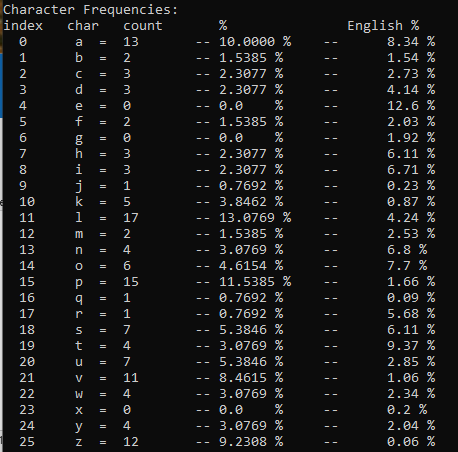 Character Frequencies:
index char count % English %
0 a = 13 -- 10.0000 % -- 8.34 %
1 b = 2 -- 1.5385 % -- 1.54 %
2 c = 3 -- 2.3077 % -- 2.73 %
3 d = 3 -- 2.3077 % -- 4.14 %
4 e = 0 -- 0.0 % -- 12.6 %
5 f = 2 -- 1.5385 % -- 2.03 %
6 g = 0 -- 0.0 % -- 1.92 %
7 h = 3 -- 2.3077 % -- 6.11 %
8 i = 3 -- 2.3077 % -- 6.71 %
9 j = 1 -- 0.7692 % -- 0.23 %
10 k = 5 -- 3.8462 % -- 0.87 %
11 l = 17 -- 13.0769 % -- 4.24 %
12 m = 2 -- 1.5385 % -- 2.53 %
13 n = 4 -- 3.0769 % -- 6.8 %
14 o = 6 -- 4.6154 % -- 7.7 %
15 p = 15 -- 11.5385 % -- 1.66 %
16 q = 1 -- 0.7692 % -- 0.09 %
17 r = 1 -- 0.7692 % -- 5.68 %
18 s = 7 -- 5.3846 % -- 6.11 %
19 t = 4 -- 3.0769 % -- 9.37 %
20 u = 7 -- 5.3846 % -- 2.85 %
21 v = 11 -- 8.4615 % -- 1.06 %
22 w = 4 -- 3.0769 % -- 2.34 %
23 x = 0 -- 0.0 % -- 0.2 %
24 y = 4 -- 3.0769 % -- 2.04 %
25 z = 12 -- 9.2308 % -- 0.06 %